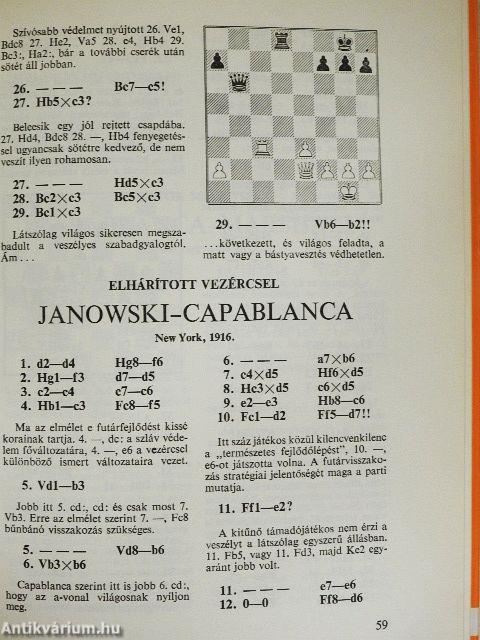 Szívósabb védelmet nyújtott 26. Ve1,
Bdc8 27. He2, Va5 28. e4, Hb4 29.
Bc3:, Ha2:, bár a további cserék után
sötét áll jobban.
26. — — — Bc7—c5!
27. Hb5×c3?
Belecsik egy jól rejtett csapdába.
27. Hd4, Bdc8 28. —, Hb4 fenyegetés-
sel ugyancsak sötétre kedvező, de nem
veszít ilyen rohamosan.
27. — — — Hd5×c3
28. Bc2×c3 Bc5×c3
29. Bc1×c3
Látszólag világos sikeresen megsza-
badult a veszélyes szabadgyalogtól.
Ám . . .
29. — — — Vb6—b2!!
. . .következett, és világos feladta, a
matt vagy a bástyavesztés védhetetlen.
ELHÁRÍTOTT VEZÉRCSEL
JANOWSKI–CAPABLANCA
New York, 1916.
1. d2—d4 Hg8—f6
2. Hg1—f3 d7—d5
3. c2—c4 c7—c6
4. Hb1—c3 Fc8—f5
Ma az elmélet e futárfejlődést kissé
korainak tartja. 4. —, dc: a szláv véde-
lem főváltozatára, 4. —, e6 a vezércsel
különböző ismert változataira vezet.
5. Vd1—b3
Jobb itt 5. cd:, cd: és csak most 7.
Vb3. Erre az elmélet szerint 7. —, Fc8
bűnbánó visszakozás szükséges.
5. — — — Vd8—b6
6. Vb3×b6
Capablanca szerint itt is jobb 6. cd:,
hogy az a-vonal világosnak nyíljon
meg.
6. — — — a7×b6
7. c4×d5 Hf6×d5
8. Hc3×d5 c6×d5
9. e2—e3 Hb8—c6
10. Fc1—d2 Ff5—d7!!
Itt száz játékos közül kilencvenkilenc
a „természetes fejlődőlépést", 10. —,
e6-ot játszotta volna. A futárvisszako-
zás stratégiai jelentőségét maga a parti
mutatja.
11. Ff1—e2?
A kitűnő támadójátékos nem érzi a
veszélyt a látszólag egyszerű állásban.
11. Fb5, vagy 11. Fd3, majd Ke2 egy-
aránt jobb volt.
11. — — — e7—e6
12. 0—0 Ff8—d6
59
Antikvárium.hu